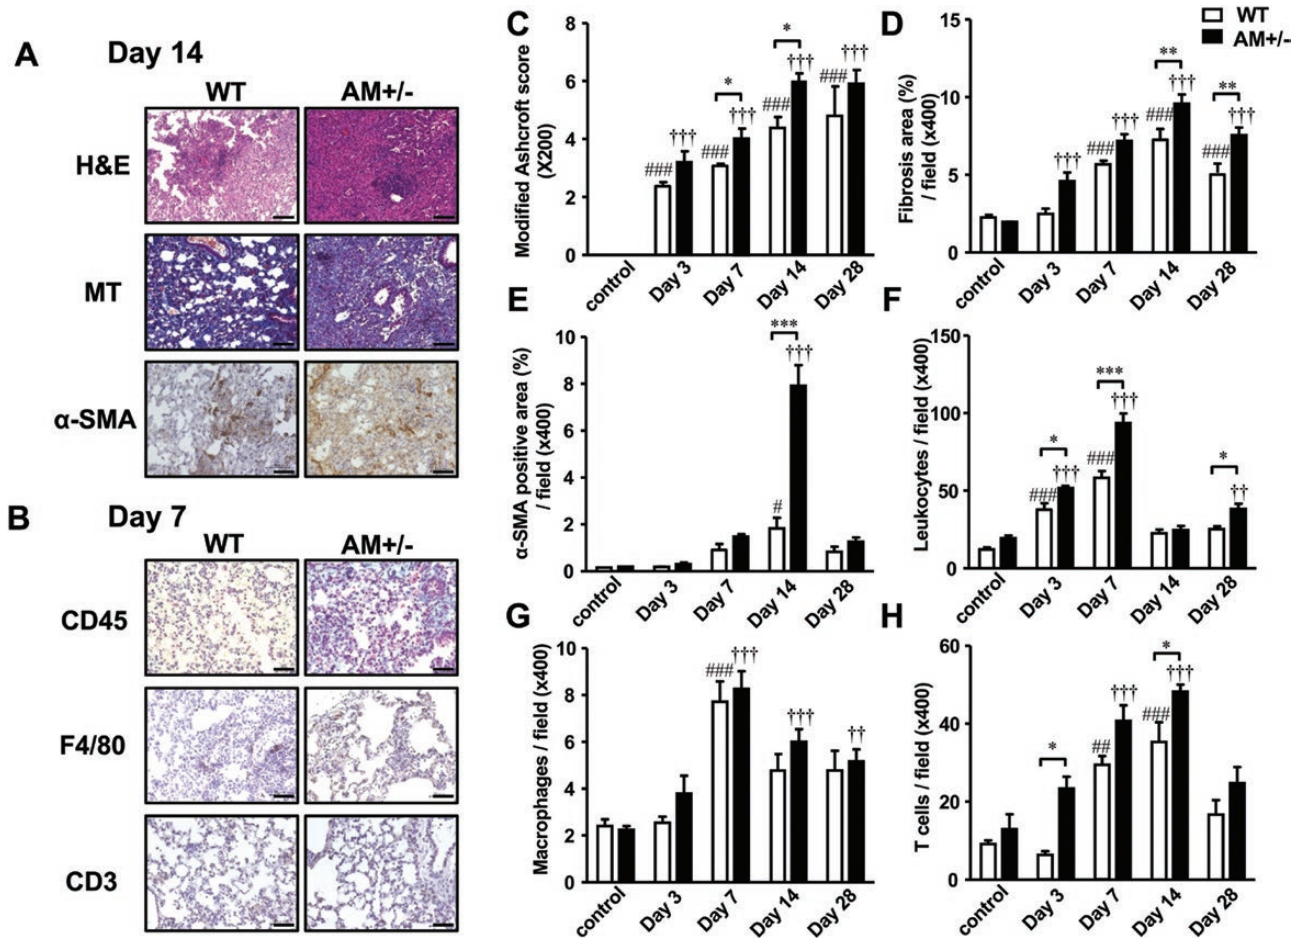 A Day 14
WT AM+/-
H&E
MT
α-SMA
B Day 7
WT AM+/-
CD45
F4/80
CD3
C
Modified Ashcroft score
(X200)
8
6
4
2
0
### ††† ### * ††† ### * ††† ### †††
control Day 3 Day 7 Day 14 Day 28
D
WT
AM+/-
Fibrosis area (%)
/ field (x400)
15
10
5
0
††† ### ††† ### ** ††† ### ** †††
control Day 3 Day 7 Day 14 Day 28
E
α-SMA positive area (%)
/ field (x400)
10
8
6
4
2
0
# *** †††
control Day 3 Day 7 Day 14 Day 28
F
Leukocytes / field (x400)
150
100
50
0
### * ††† ### *** ††† * ††
control Day 3 Day 7 Day 14 Day 28
G
Macrophages / field (x400)
10
8
6
4
2
0
### ††† ††† ††
control Day 3 Day 7 Day 14 Day 28
H
T cells / field (x400)
60
40
20
0
* ## ††† ### * †††
control Day 3 Day 7 Day 14 Day 28